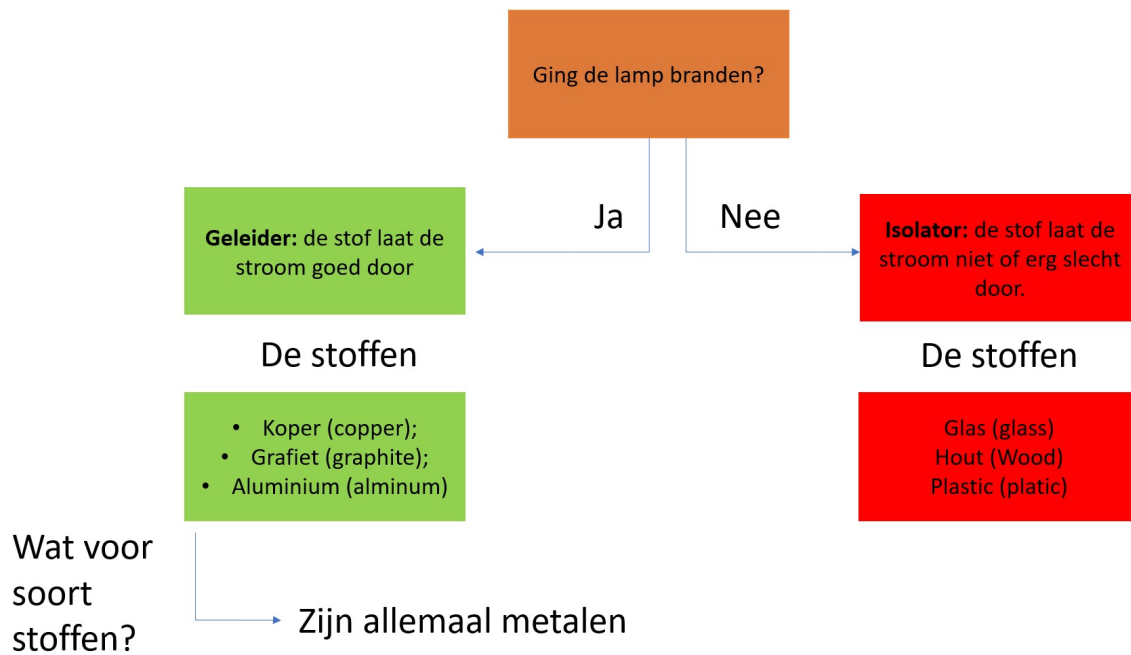 Ging de lamp branden?
Ja
Nee
Geleider: de stof laat de
stroom goed door
Isolator: de stof laat de
stroom niet of erg slecht
door.
De stoffen
De stoffen
• Koper (copper);
• Grafiet (graphite);
• Aluminium (alminum)
Glas (glass)
Hout (Wood)
Plastic (platic)
Wat voor
soort
stoffen?
Zijn allemaal metalen